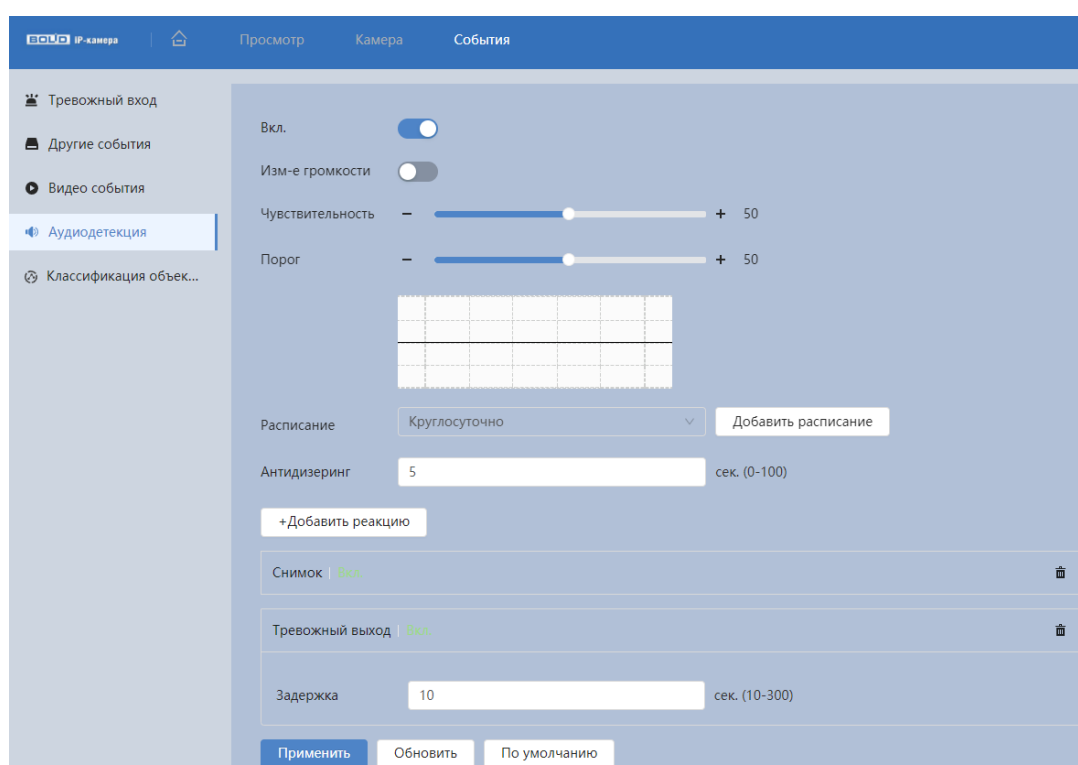 BOLID IP-камера Просмотр Камера События
Тревожный вход
Другие события
Видео события
Аудиодетекция
Классификация объек...
Вкл.
Изм-е громкости
Чувствительность − + 50
Порог − + 50
Расписание Круглосуточно Добавить расписание
Антидизеринг 5 сек. (0-100)
+Добавить реакцию
Снимок | Вкл.
Тревожный выход | Вкл.
Задержка 10 сек. (10-300)
Применить Обновить По умолчанию